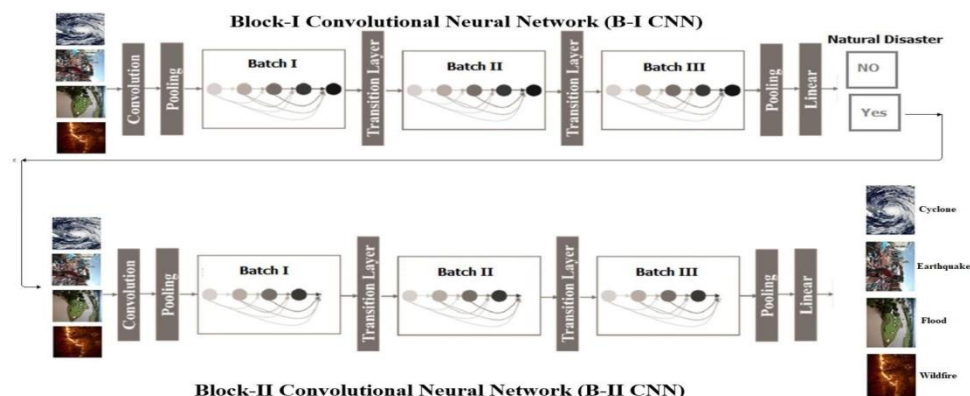 Block-I Convolutional Neural Network (B-I CNN)
Natural Disaster
Convolution
Pooling
Batch I
Transition Layer
Batch II
Transition Layer
Batch III
Pooling
Linear
NO
Yes
Convolution
Pooling
Batch I
Transition Layer
Batch II
Transition Layer
Batch III
Pooling
Linear
Cyclone
Earthquake
Flood
Wildfire
Block-II Convolutional Neural Network (B-II CNN)